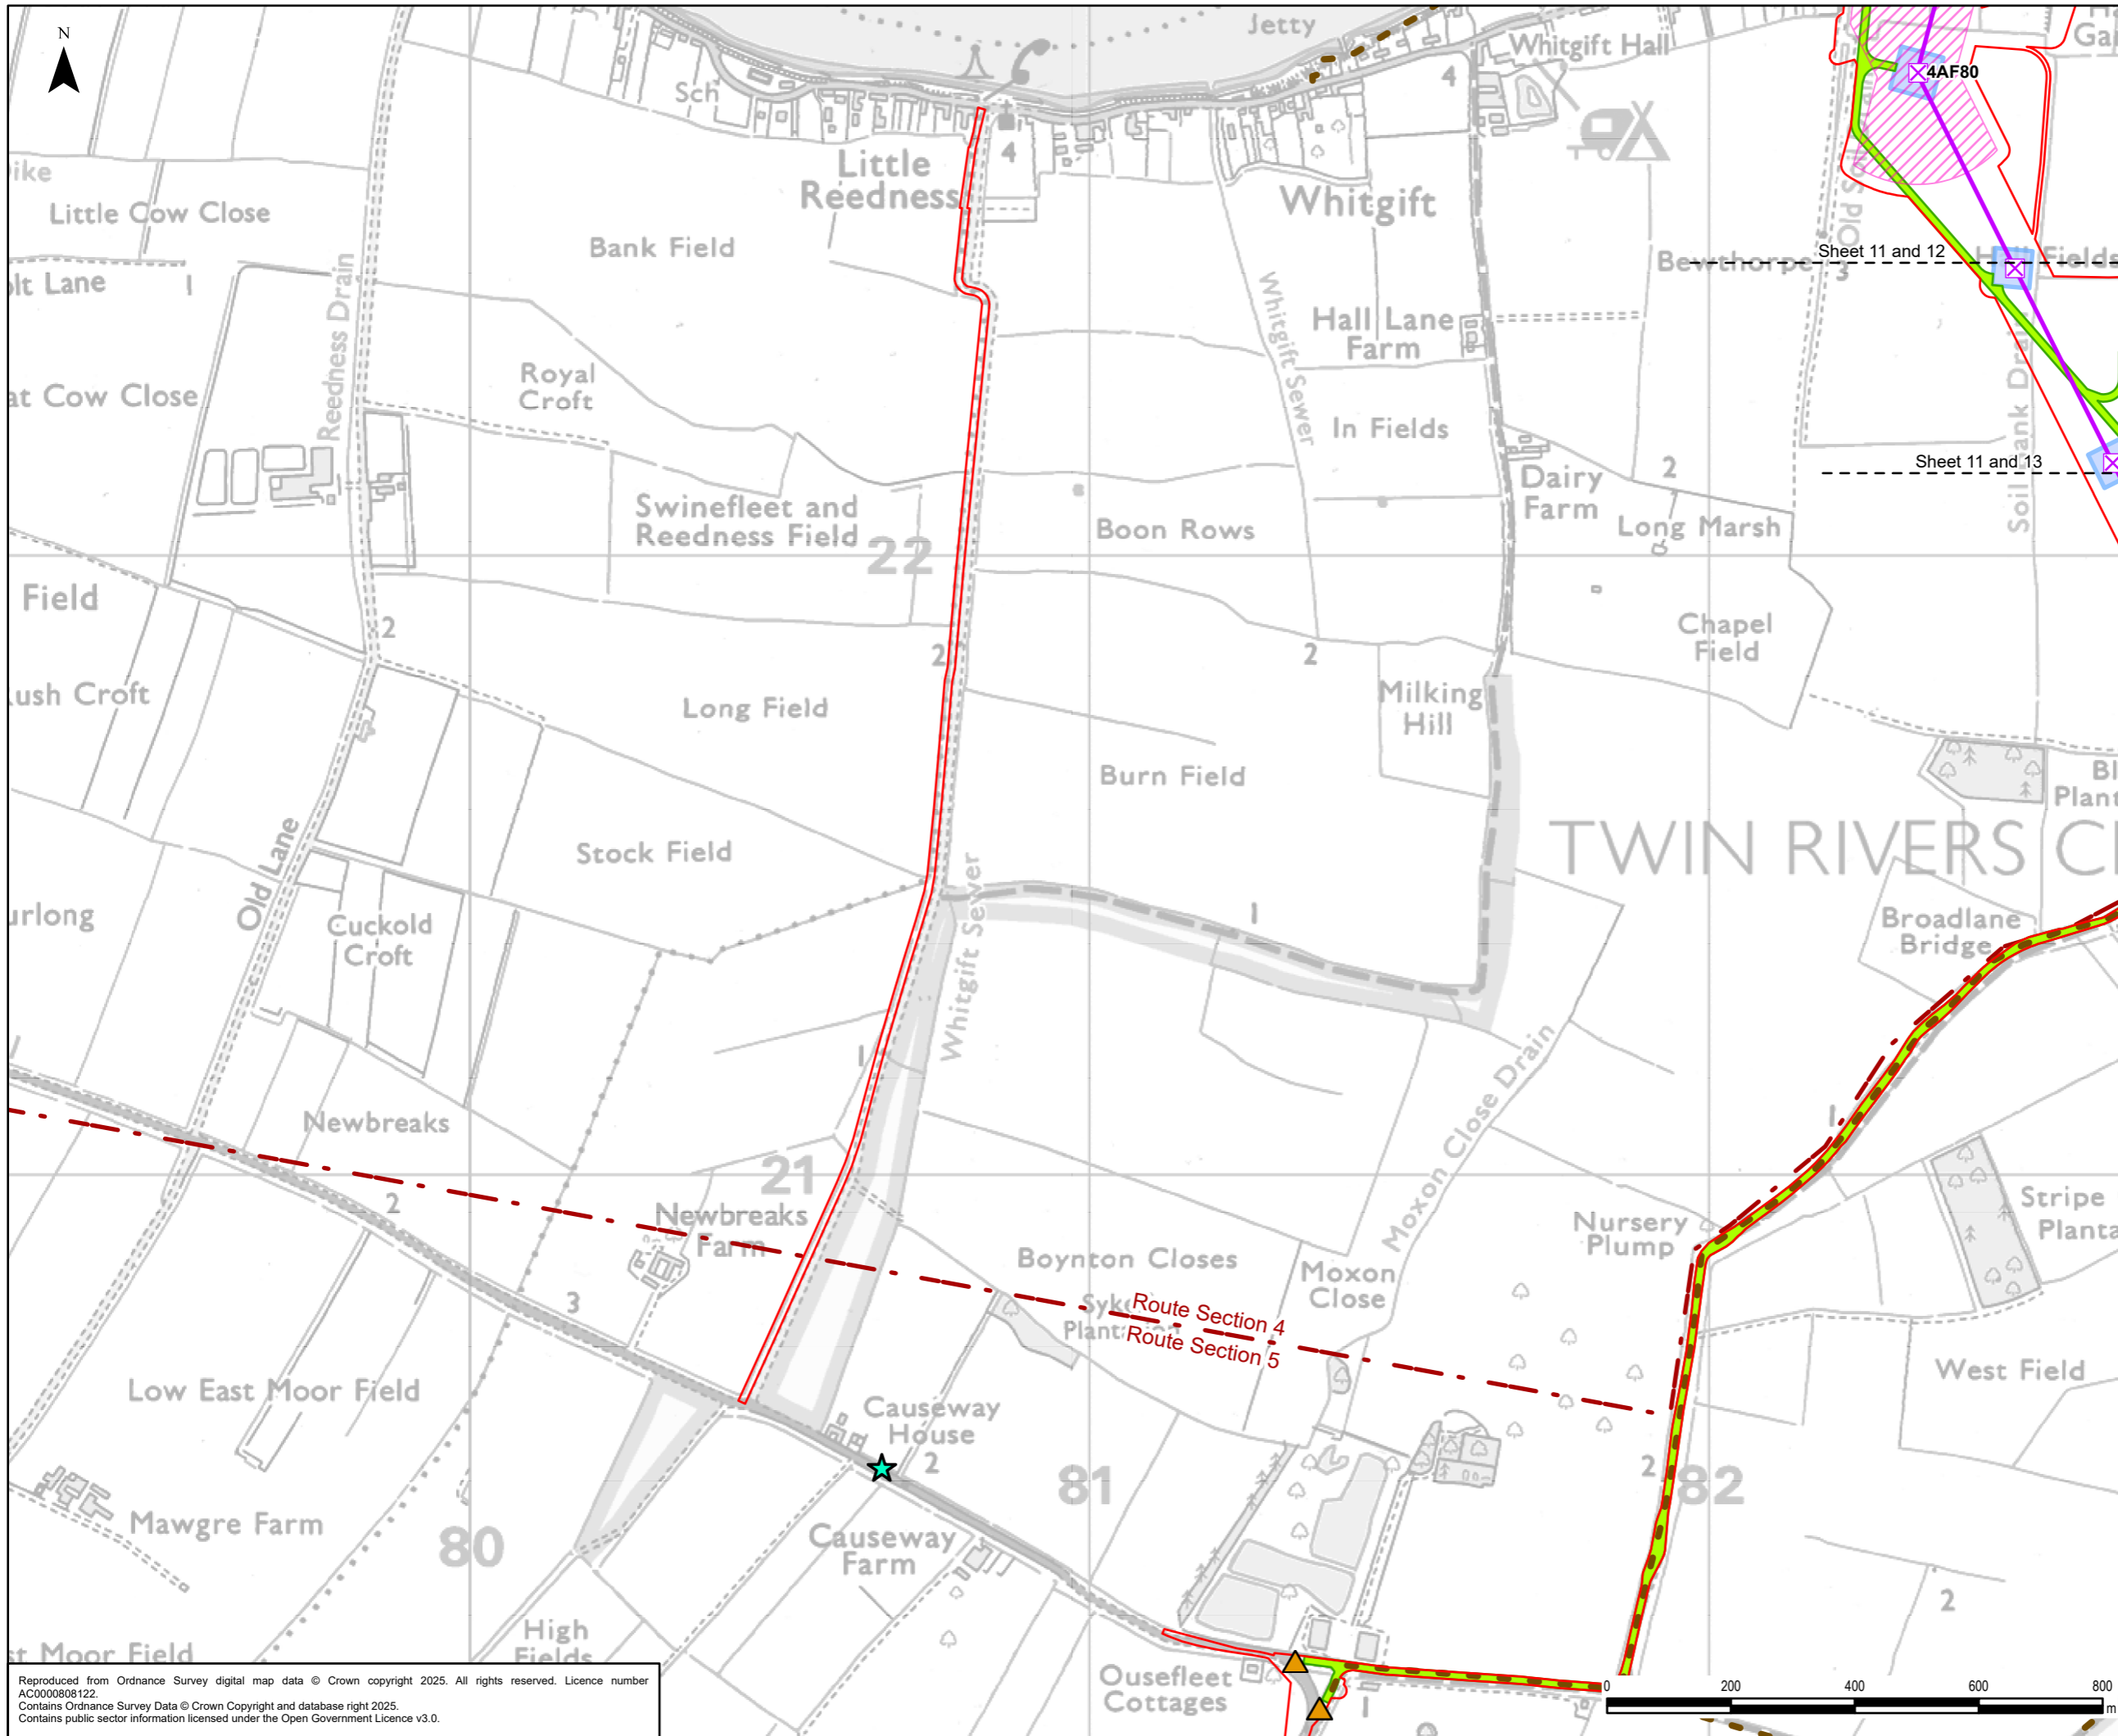 N
Jetty
Whitgift Hall
Sch
4
4AF80
Little
Reedness
4
Whitgift
Little Cow Close
Bank Field
Bewthorpe
3
Sheet 11 and 12
Fields
lt Lane
1
Reedness Drain
Whitgift Sewer
Hall Lane
Farm
Royal
Croft
at Cow Close
In Fields
Sheet 11 and 13
2
Dairy
Farm
Swinefleet and
Reedness Field
Boon Rows
Long Marsh
22
Field
2
2
2
Chapel
Field
ush Croft
Long Field
Milking
Hill
Burn Field
TWIN RIVERS
Stock Field
Old Lane
Whitgift Sewer
urlong
Cuckold
Croft
1
Broadlane
Bridge
1
Moxon Close Drain
1
Newbreaks
21
2
Newbreaks
Farm
Nursery
Plump
Stripe
Boynton Closes
Moxon
Close
3
Route Section 4
Route Section 5
Low East Moor Field
West Field
Causeway
House
2
2
81
82
Mawgre Farm
80
Causeway
Farm
2
High
Fields
st Moor Field
Ousefleet
Cottages
1
0 200 400 600 800
m
Reproduced from Ordnance Survey digital map data © Crown copyright 2025. All rights reserved. Licence number
AC0000808122.
Contains Ordnance Survey Data © Crown Copyright and database right 2025.
Contains public sector information licensed under the Open Government Licence v3.0.